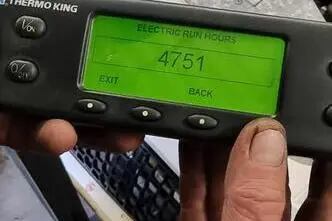 THERMO KING
ELECTRIC RUN HOURS
4751
EXIT
BACK
I/O